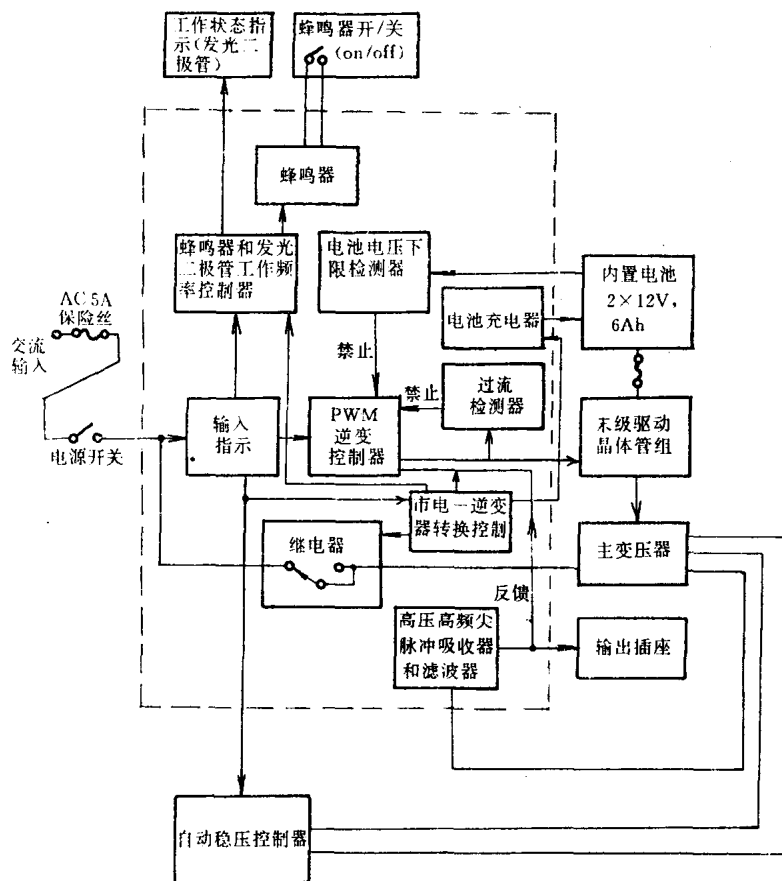 工作状态指
示(发光二
极管)
蜂鸣器开/关
(on/off)
蜂鸣器
蜂鸣器和发光
二极管工作频
率控制器
电池电压下
限检测器
内置电池
2×12V,
6Ah
电池充电器
AC 5A
保险丝
交流
输入
电源开关
禁止
禁止
过流
检测器
输入
指示
PWM
逆变
控制器
末级驱动
晶体管组
市电—逆变
器转换控制
继电器
主变压器
反馈
高压高频尖
脉冲吸收器
和滤波器
输出插座
自动稳压控制器